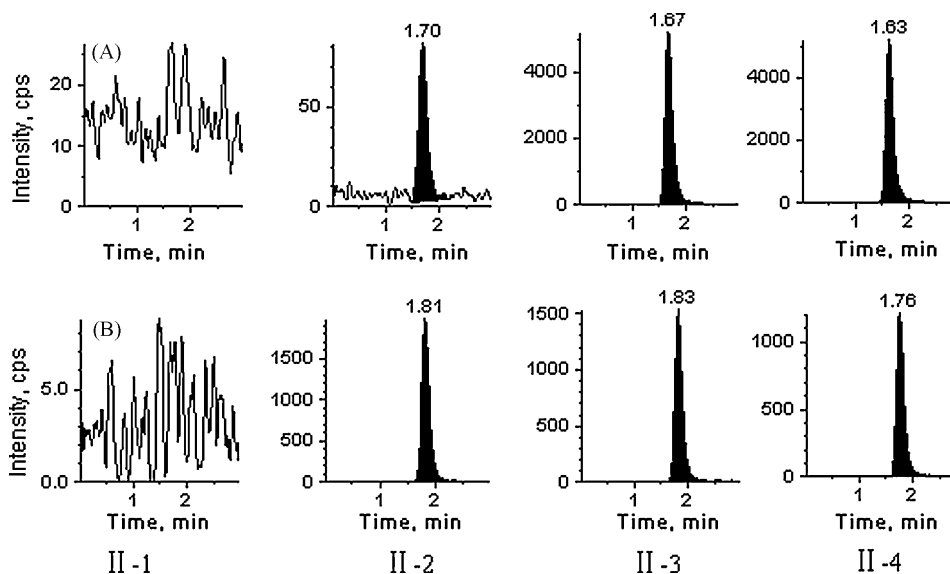 (A)
Intensity, cps
20
10
0
1 2
Time, min
1.70
50
0
1 2
Time, min
1.67
4000
2000
0
1 2
Time, min
1.63
4000
2000
0
1 2
Time, min
(B)
Intensity, cps
5.0
0.0
1 2
Time, min
1.81
1500
1000
500
0
1 2
Time, min
1.83
1500
1000
500
0
1 2
Time, min
1.76
1000
500
0
1 2
Time, min
II-1
II-2
II-3
II-4